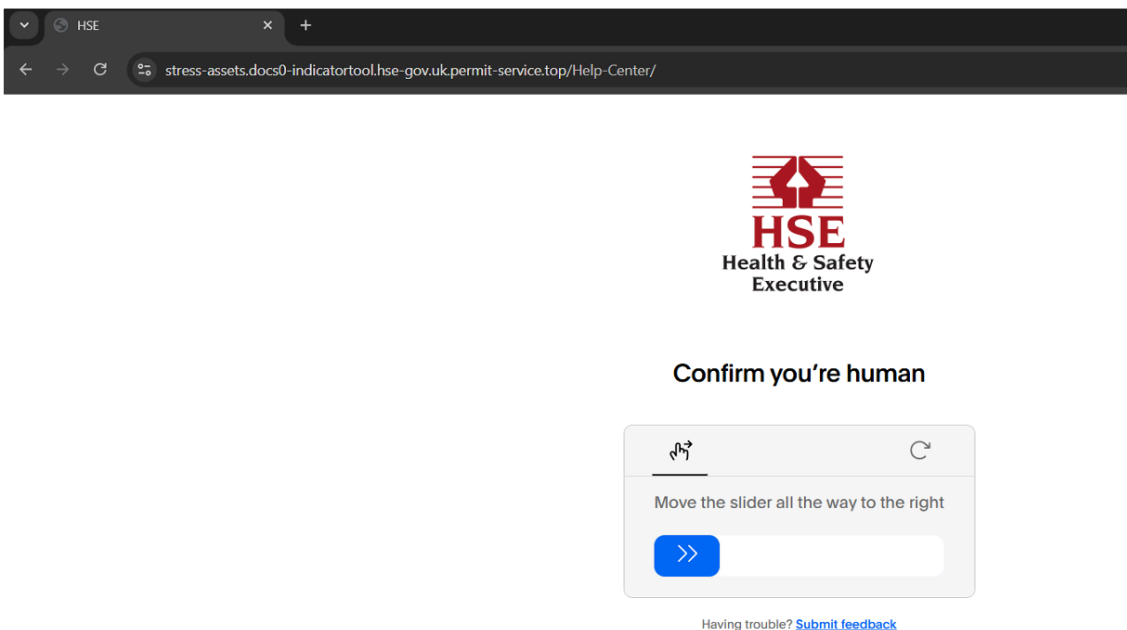 HSE
stress-assets.docs0-indicatortool.hse-gov.uk.permit-service.top/Help-Center/
HSE
Health & Safety
Executive
Confirm you're human
Move the slider all the way to the right
Having trouble? Submit feedback